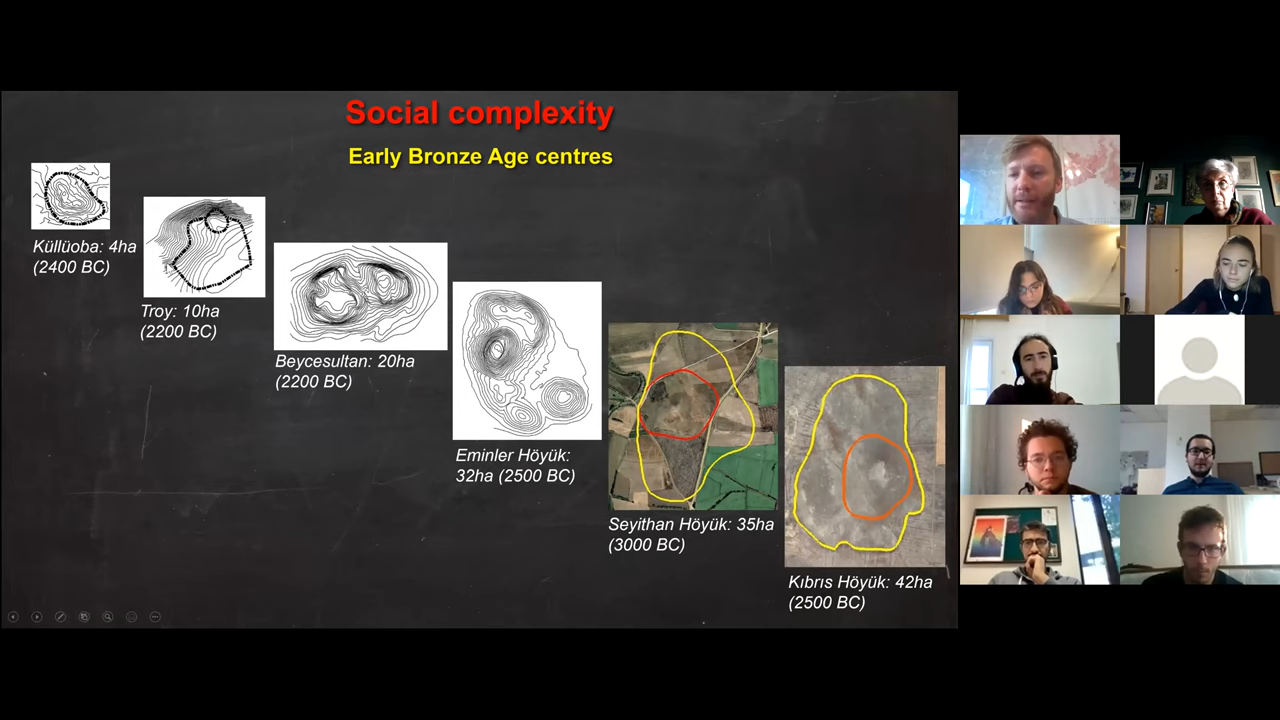 Social complexity
Early Bronze Age centres
Küllüoba: 4ha
(2400 BC)
Troy: 10ha
(2200 BC)
Beycesultan: 20ha
(2200 BC)
Eminler Höyük:
32ha (2500 BC)
Seyithan Höyük: 35ha
(3000 BC)
Kıbrıs Höyük: 42ha
(2500 BC)